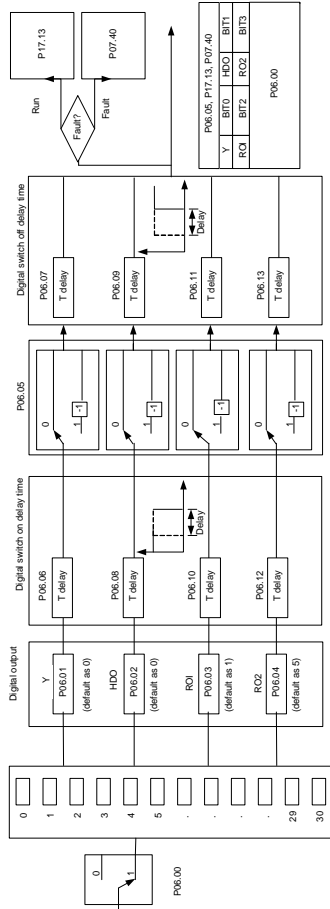 0
1
P06.00
0
1
2
3
4
5
.
.
.
.
29
30
Digital output
Y
P06.01
(default as 0)
HDO
P06.02
(default as 0)
ROI
P06.03
(default as 1)
RO2
P06.04
(default as 5)
Digital switch on delay time
P06.06
T delay
P06.08
T delay
Delay
P06.10
T delay
P06.12
T delay
P06.05
0
1
-1
0
1
-1
0
1
-1
0
1
-1
Digital switch off delay time
P06.07
T delay
P06.09
T delay
Delay
P06.11
T delay
P06.13
T delay
Fault?
Run
Fault
P17.13
P07.40
P06.05, P17.13, P07.40
Y BIT0 HDO BIT1
ROI BIT2 RO2 BIT3
P06.00